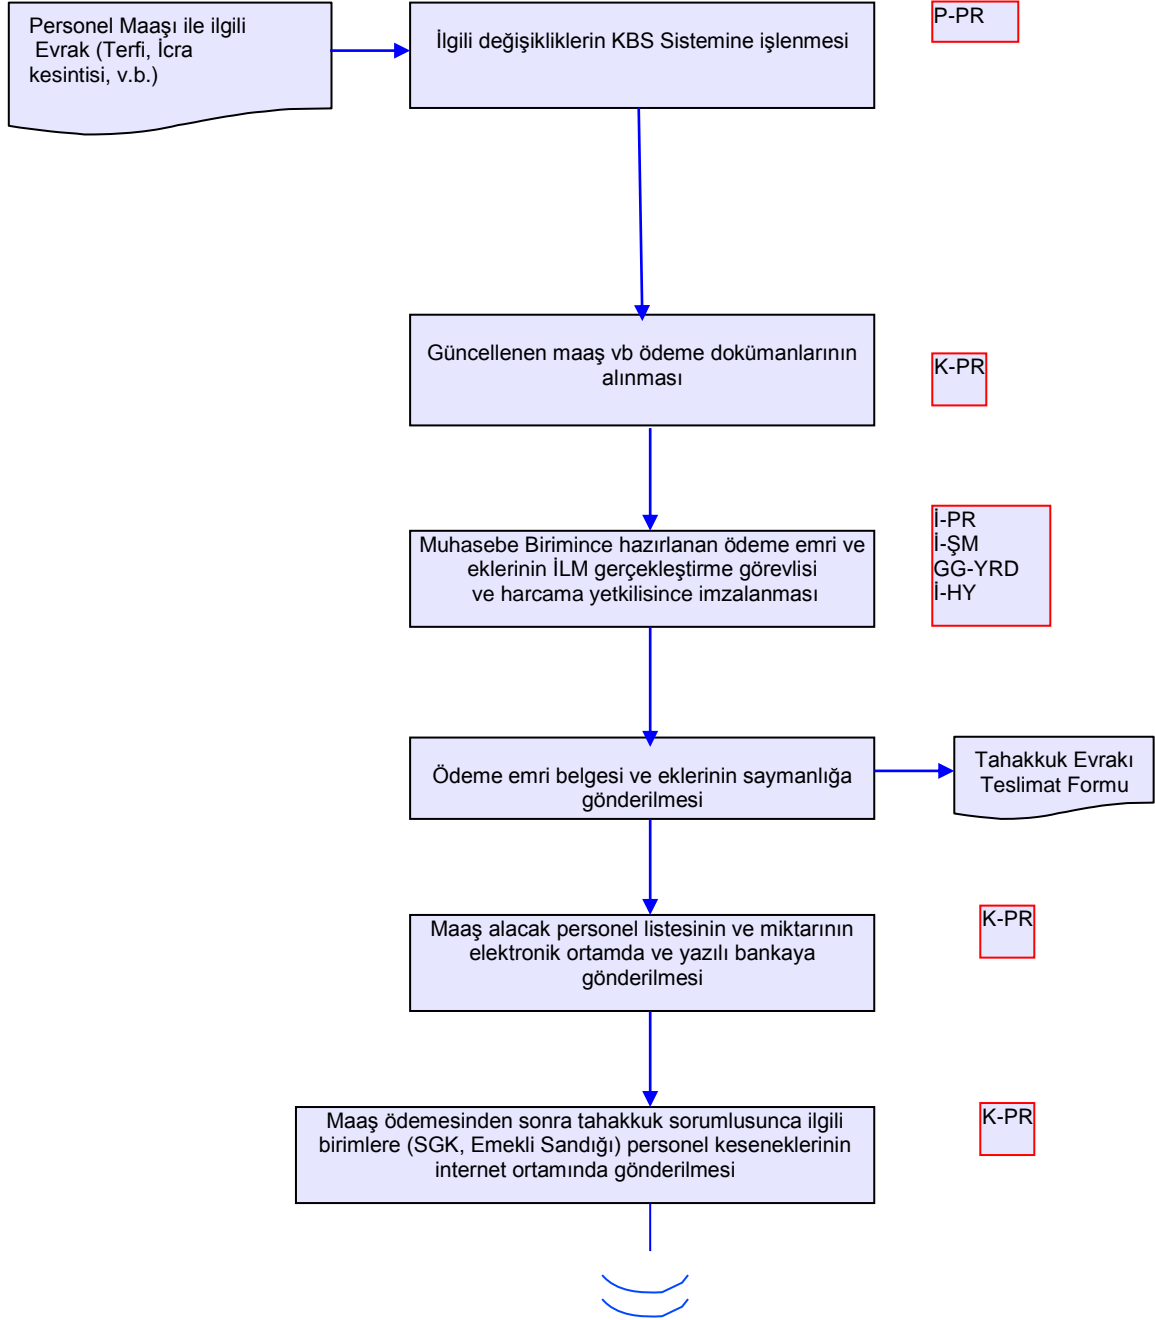 Personel Maaşı ile ilgili
Evrak (Terfi, İcra
kesintisi, v.b.)
İlgili değişikliklerin KBS Sistemine işlenmesi
P-PR
Güncellenen maaş vb ödeme dokümanlarının
alınması
K-PR
Muhasebe Birimince hazırlanan ödeme emri ve
eklerinin İLM gerçekleştirme görevlisi
ve harcama yetkilisince imzalanması
İ-PR
İ-ŞM
GG-YRD
İ-HY
Ödeme emri belgesi ve eklerinin saymanlığa
gönderilmesi
Tahakkuk Evrakı
Teslimat Formu
Maaş alacak personel listesinin ve miktarının
elektronik ortamda ve yazılı bankaya
gönderilmesi
K-PR
Maaş ödemesinden sonra tahakkuk sorumlusunca ilgili
birimlere (SGK, Emekli Sandığı) personel keseneklerinin
internet ortamında gönderilmesi
K-PR